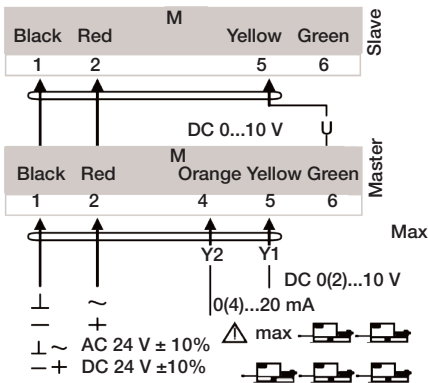 M
Black Red Yellow Green
Slave
1 2 5 6
DC 0...10 V U
M
Black Red Orange Yellow Green
Master
1 2 4 5 6
Max
Y2 Y1
DC 0(2)...10 V
⊥ ~ 0(4)...20 mA
− + ⚠ max
⊥ ~ AC 24 V ± 10%
− + DC 24 V ±10%